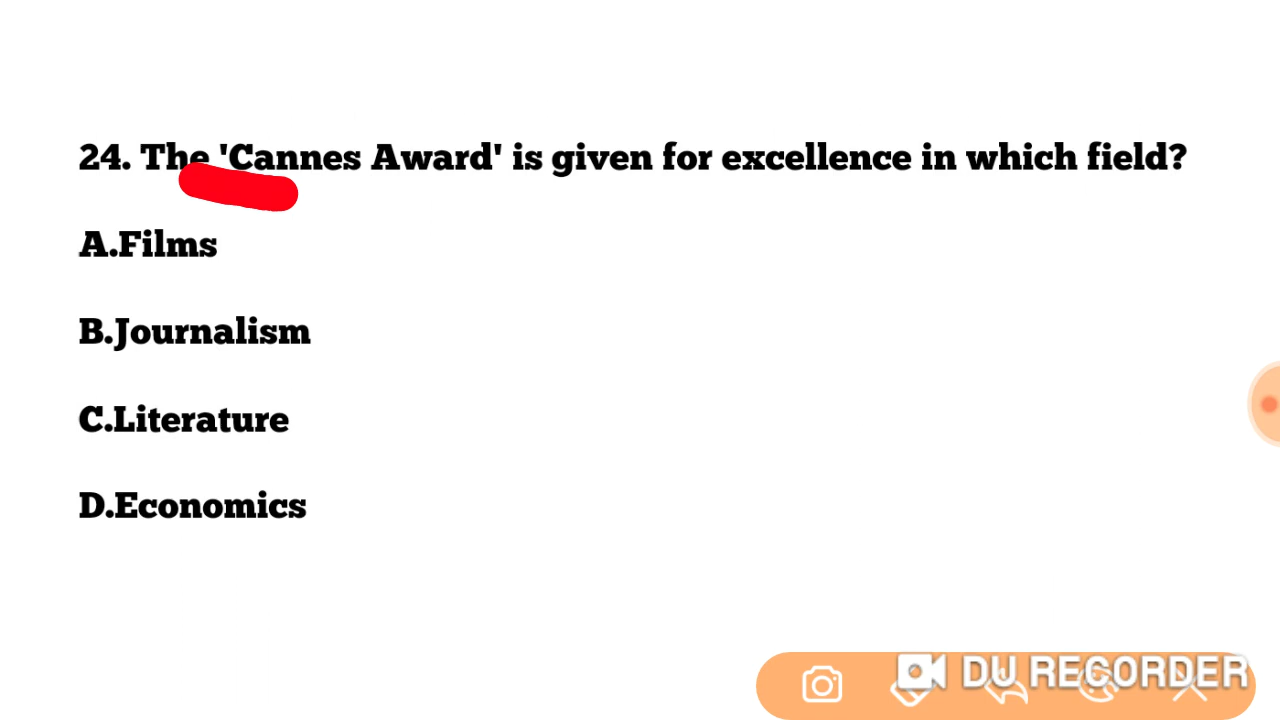 24. The 'Cannes Award' is given for excellence in which field?
A.Films
B.Journalism
C.Literature
D.Economics
DU RECORDER